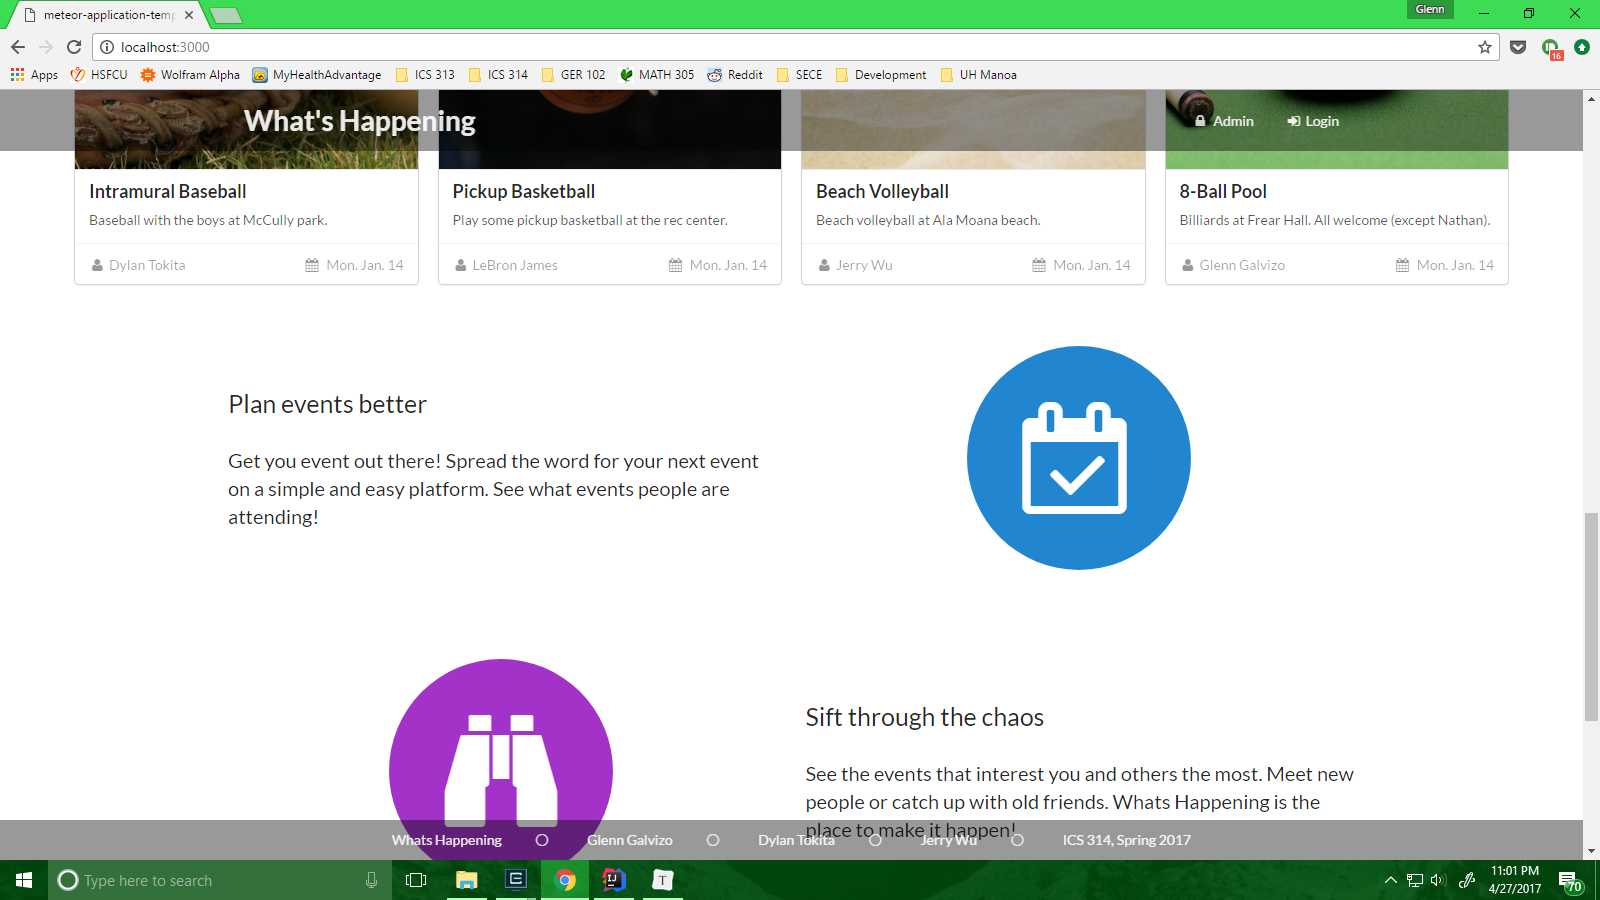 meteor-application-temp
Glenn
localhost:3000
16
Apps HSFCU Wolfram Alpha MyHealthAdvantage ICS 313 ICS 314 GER 102 MATH 305 Reddit SECE Development UH Manoa
What's Happening Admin Login
Intramural Baseball
Baseball with the boys at McCully park.
Dylan Tokita Mon. Jan. 14
Pickup Basketball
Play some pickup basketball at the rec center.
LeBron James Mon. Jan. 14
Beach Volleyball
Beach volleyball at Ala Moana beach.
Jerry Wu Mon. Jan. 14
8-Ball Pool
Billiards at Frear Hall. All welcome (except Nathan).
Glenn Galvizo Mon. Jan. 14
Plan events better
Get you event out there! Spread the word for your next event
on a simple and easy platform. See what events people are
attending!
Sift through the chaos
See the events that interest you and others the most. Meet new
people or catch up with old friends. Whats Happening is the
place to make it happen!
Whats Happening Glenn Galvizo Dylan Tokita Jerry Wu ICS 314, Spring 2017
Type here to search
IJ
T
11:01 PM
4/27/2017
70